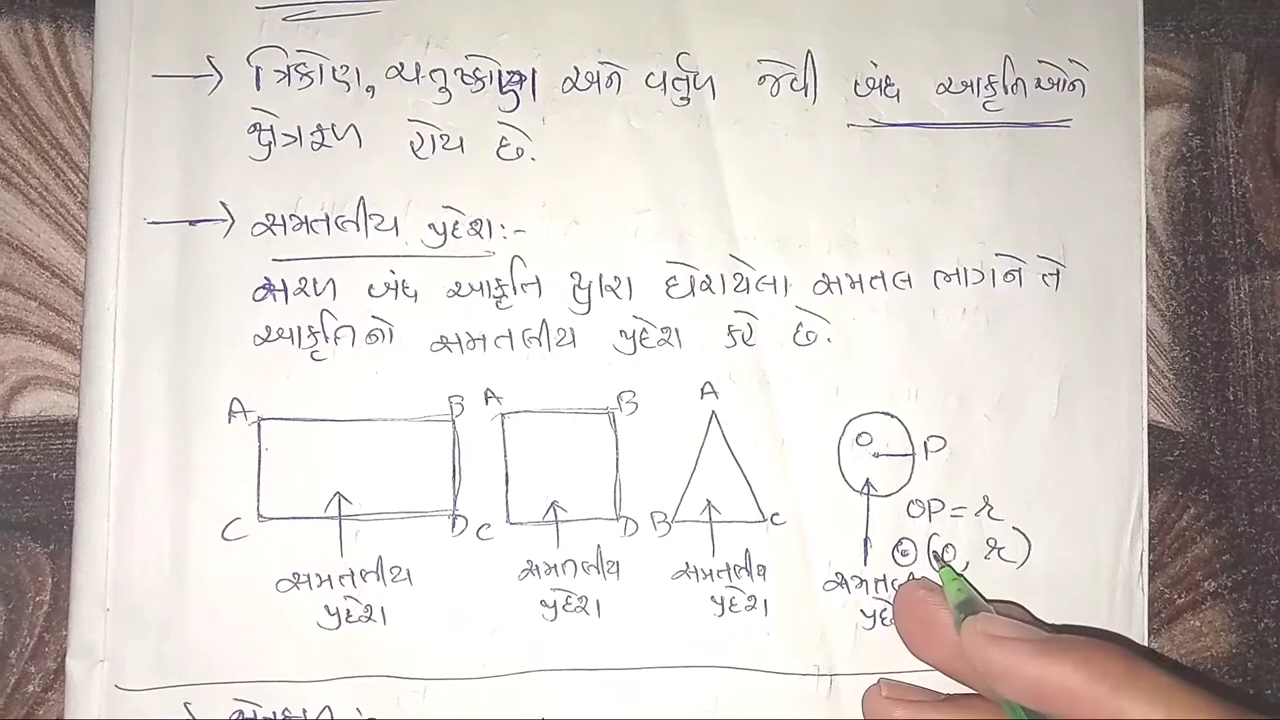 → ત્રિકોણ, ચતુષ્કોણ અને વર્તુળ જેવી બંધ આકૃતિઓને
ક્ષેત્રફળ હોય છે.
→ સમતલીય પ્રદેશ:-
સરળ બંધ આકૃતિ દ્વારા ઘેરાયેલા સમતલ ભાગને તે
આકૃતિનો સમતલીય પ્રદેશ કહે છે.
A B A B A
O P
C D C D B C
OP = r
⊙(O, r)
સમતલીય સમતલીય સમતલીય
પ્રદેશ પ્રદેશ પ્રદેશ